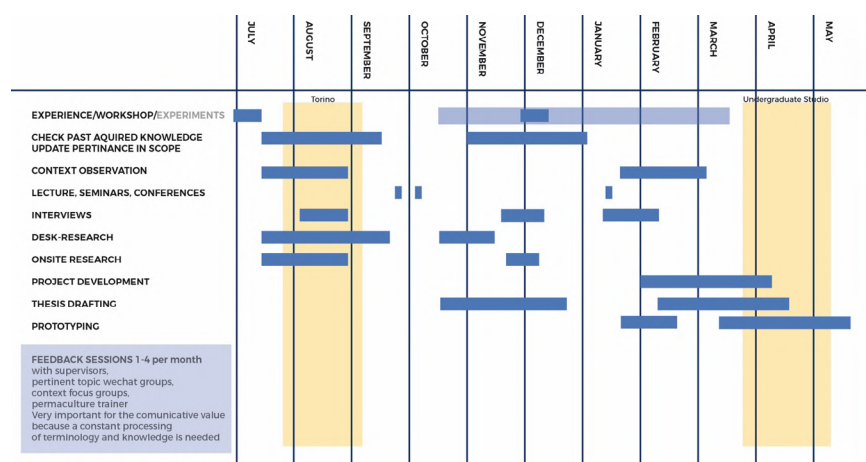 JULY
AUGUST
SEPTEMBER
OCTOBER
NOVEMBER
DECEMBER
JANUARY
FEBRUARY
MARCH
APRIL
MAY
Torino
Undergraduate Studio
EXPERIENCE/WORKSHOP/EXPERIMENTS
CHECK PAST AQUIRED KNOWLEDGE
UPDATE PERTINANCE IN SCOPE
CONTEXT OBSERVATION
LECTURE, SEMINARS, CONFERENCES
INTERVIEWS
DESK-RESEARCH
ONSITE RESEARCH
PROJECT DEVELOPMENT
THESIS DRAFTING
PROTOTYPING
FEEDBACK SESSIONS 1-4 per month
with supervisors,
pertinent topic wechat groups,
context focus groups,
permaculture trainer
Very important for the comunicative value
because a constant processing
of terminology and knowledge is needed